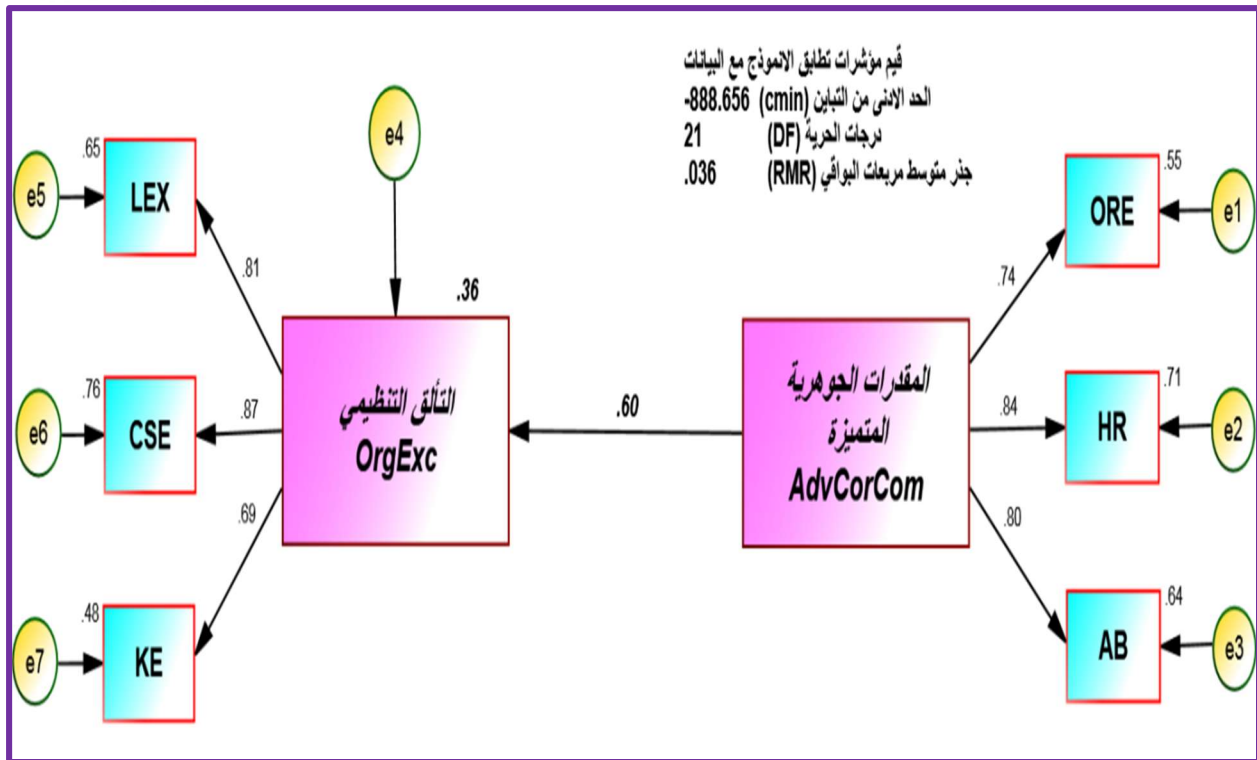 قيم مؤشرات تطابق الانموذج مع البيانات
الحد الادنى من التباين (cmin) -888.656
درجات الحرية (DF) 21
جذر متوسط مربعات البواقي (RMR) .036
e4
e5
.65
LEX
.81
e6
.76
CSE
.87
e7
.48
KE
.69
.36
التألق التنظيمي
OrgExc
.60
المقدرات الجوهرية
المتميزة
AdvCorCom
.74
.55
ORE
e1
.84
.71
HR
e2
.80
.64
AB
e3